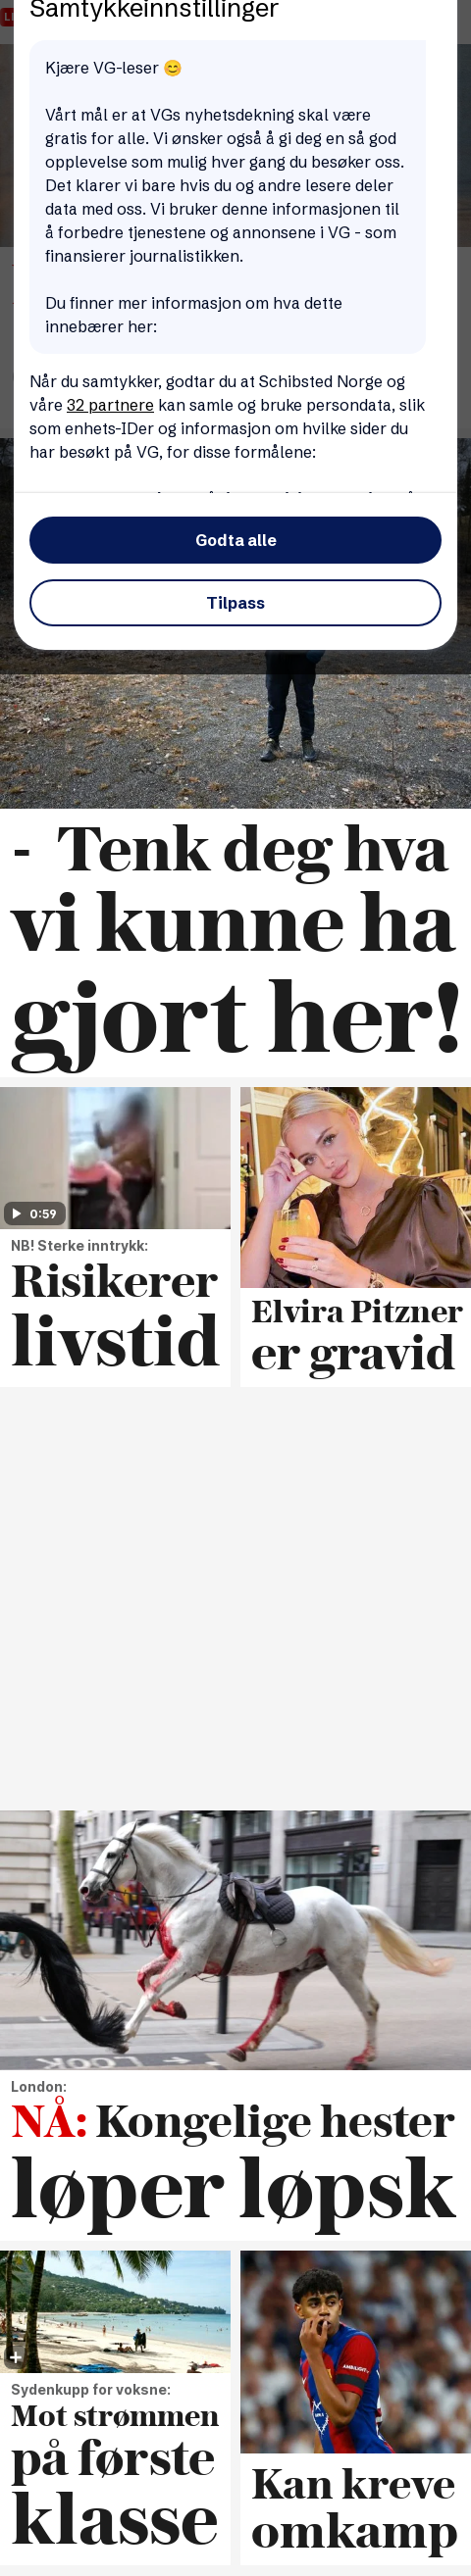 Samtykkeinnstillinger
Kjære VG-leser 😊
Vårt mål er at VGs nyhetsdekning skal være
gratis for alle. Vi ønsker også å gi deg en så god
opplevelse som mulig hver gang du besøker oss.
Det klarer vi bare hvis du og andre lesere deler
data med oss. Vi bruker denne informasjonen til
å forbedre tjenestene og annonsene i VG - som
finansierer journalistikken.
Du finner mer informasjon om hva dette
innebærer her:
Når du samtykker, godtar du at Schibsted Norge og
våre 32 partnere kan samle og bruke persondata, slik
som enhets-IDer og informasjon om hvilke sider du
har besøkt på VG, for disse formålene:
Godta alle
Tilpass
- Tenk deg hva
vi kunne ha
gjort her!
0:59
NB! Sterke inntrykk:
Risikerer
livstid
Elvira Pitzner
er gravid
LOOK
London:
NÅ: Kongelige hester
løper løpsk
Sydenkupp for voksne:
Mot strømmen
på første
klasse
AMBILIGHT
Kan kreve
omkamp